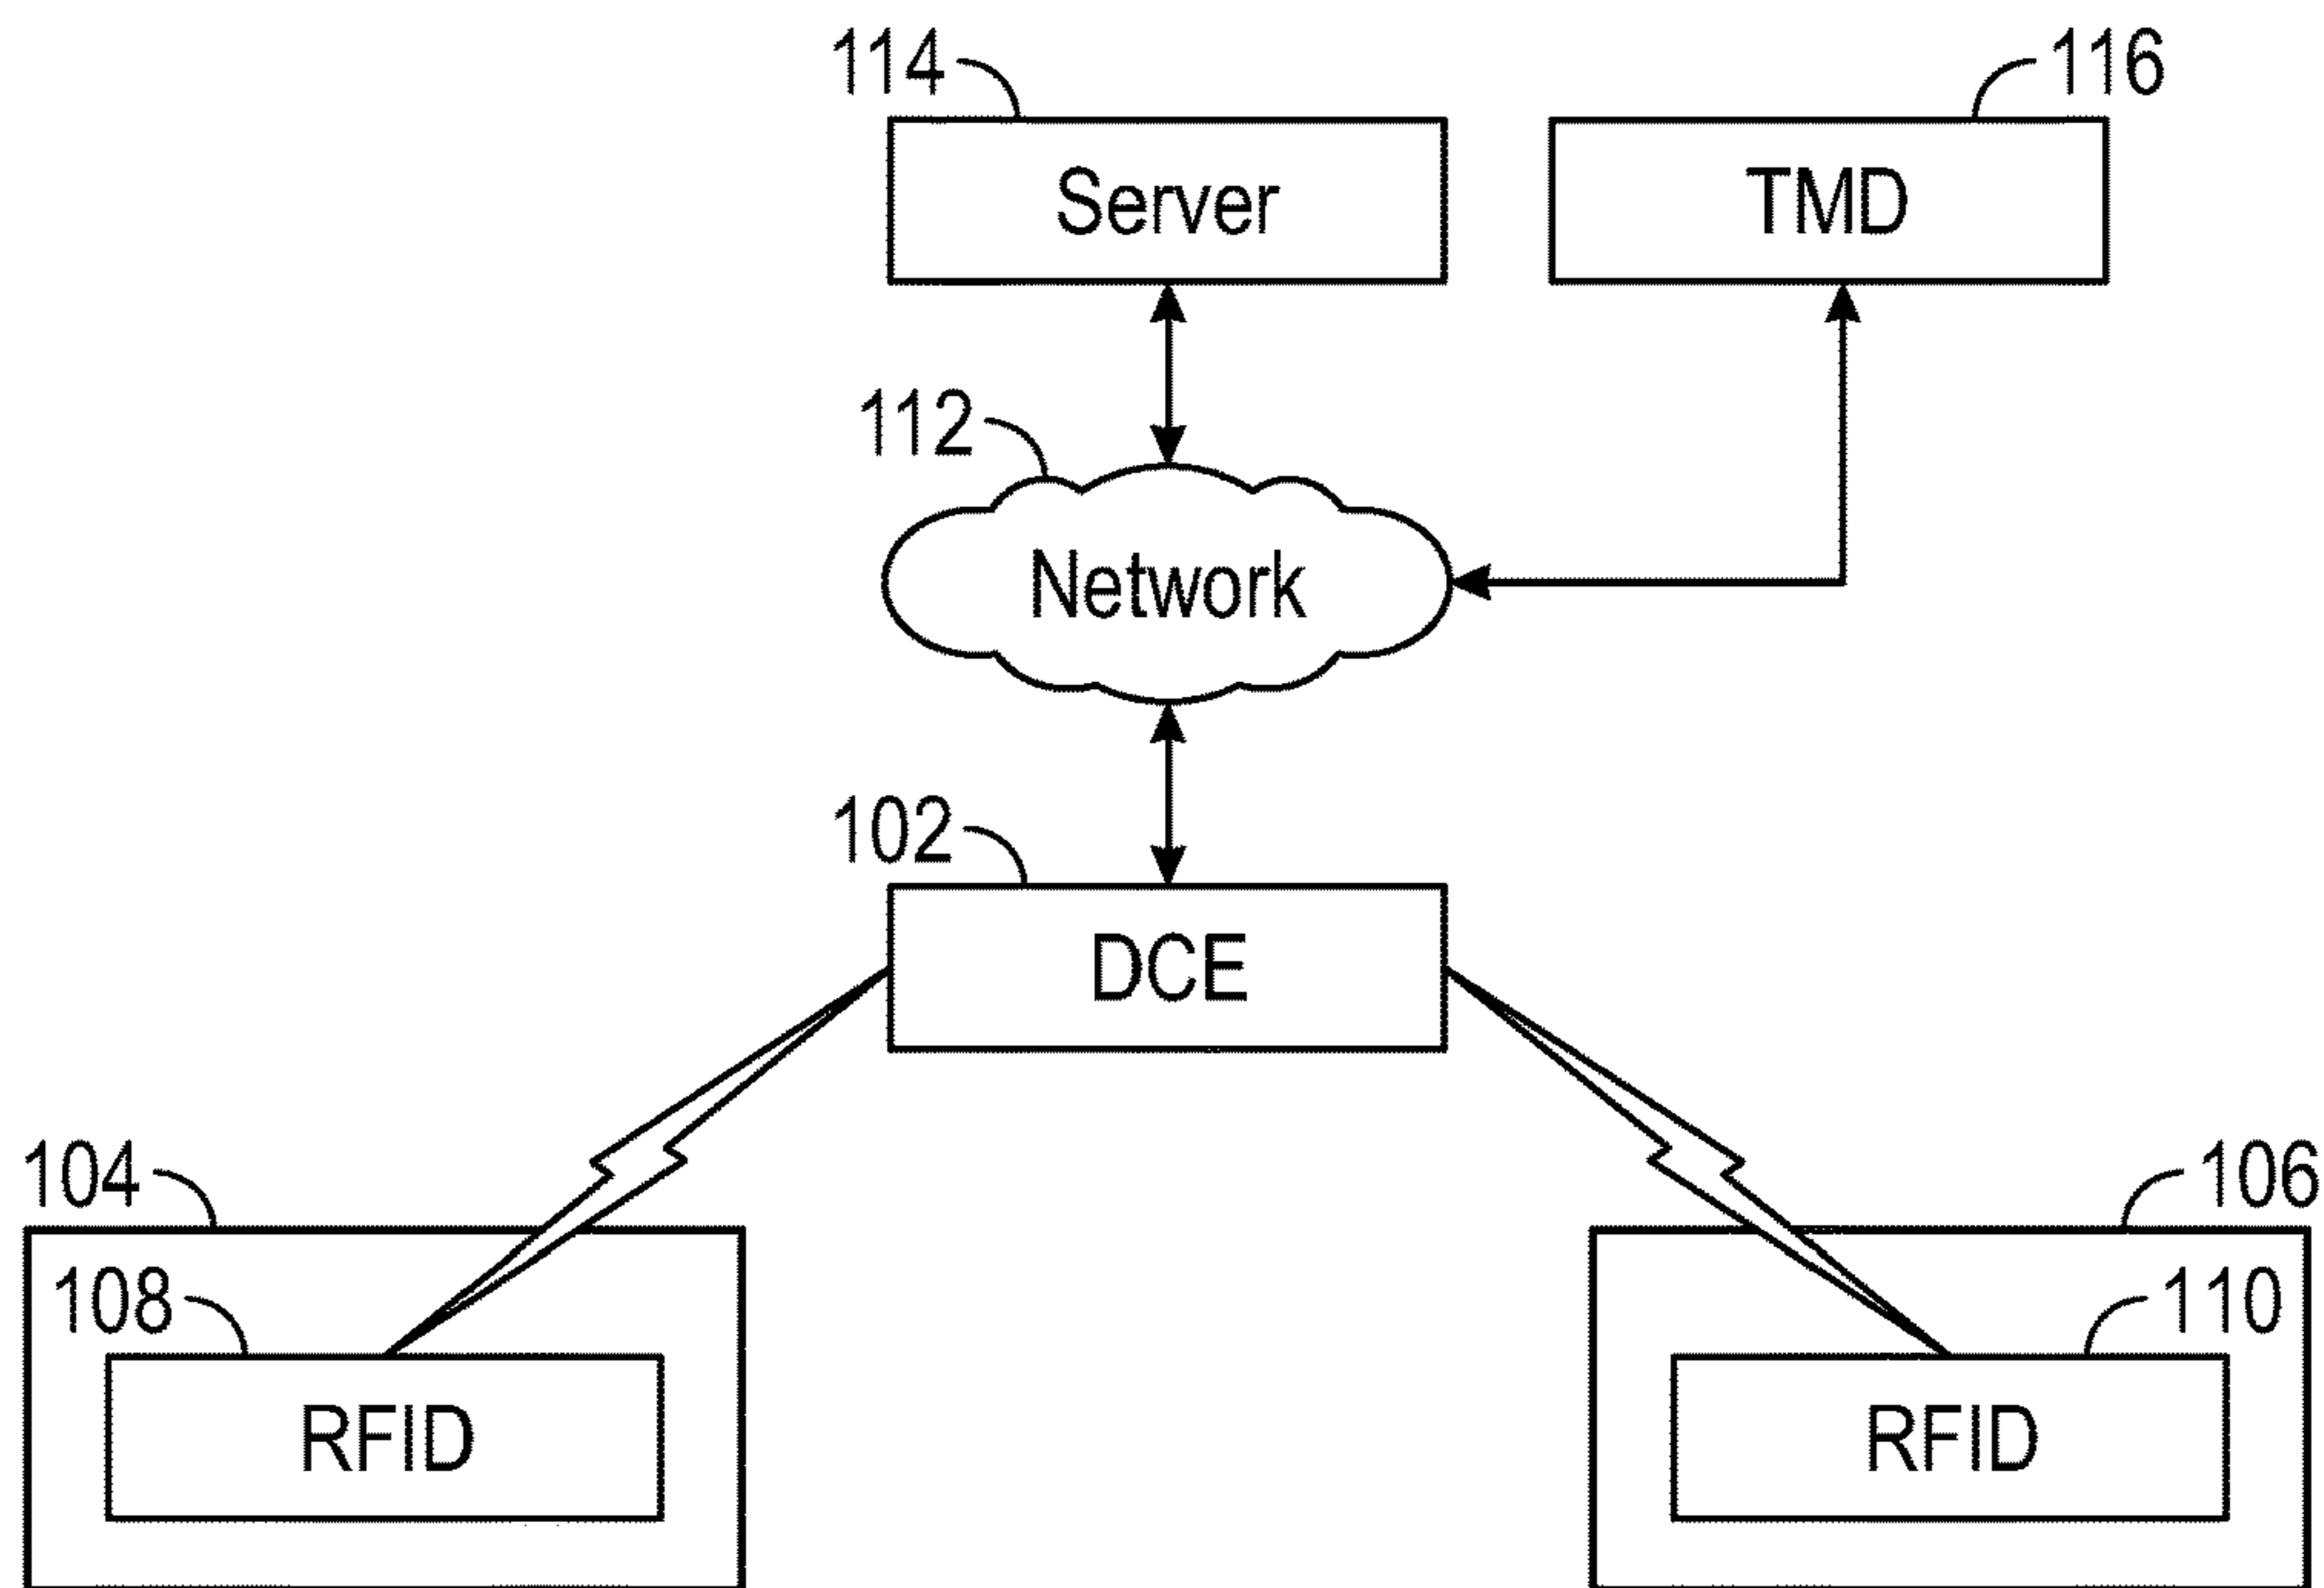 114
116
Server
TMD
112
Network
102
DCE
104
106
108
110
RFID
RFID